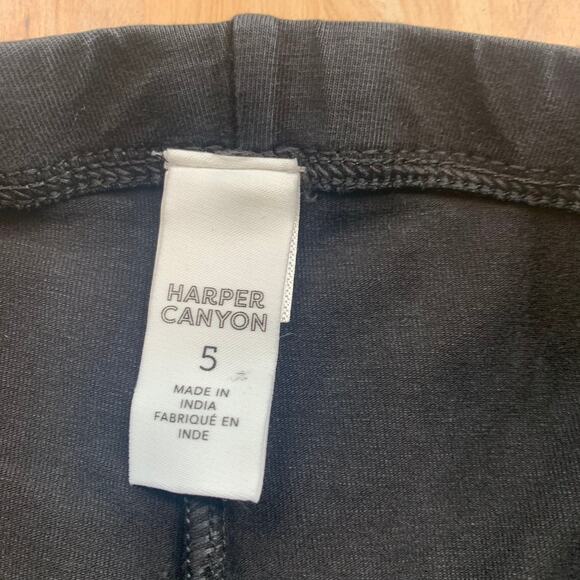 HARPER
CANYON
5
MADE IN
INDIA
FABRIQUÉ EN
INDE